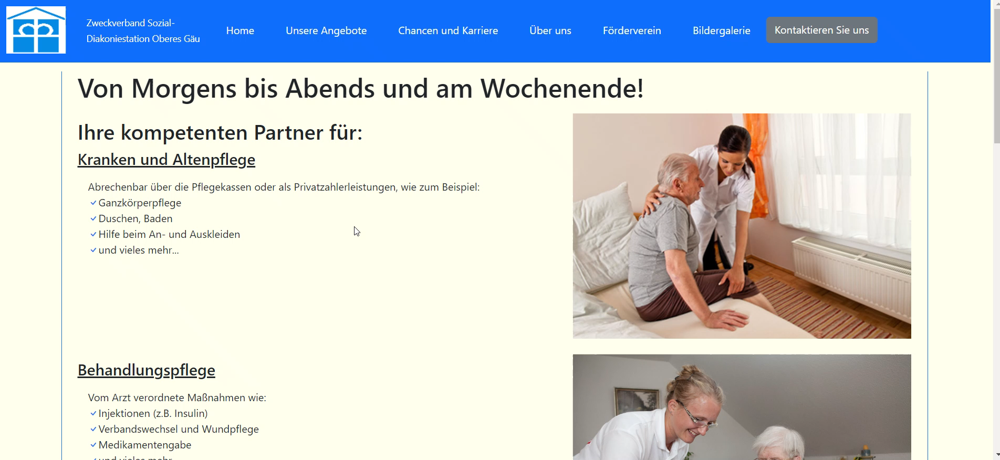 Zweckverband Sozial-
Diakoniestation Oberes Gäu
Home
Unsere Angebote
Chancen und Karriere
Über uns
Förderverein
Bildergalerie
Kontaktieren Sie uns
Von Morgens bis Abends und am Wochenende!
Ihre kompetenten Partner für:
Kranken und Altenpflege
Abrechenbar über die Pflegekassen oder als Privatzahlerleistungen, wie zum Beispiel:
Ganzkörperpflege
Duschen, Baden
Hilfe beim An- und Auskleiden
und vieles mehr...
Behandlungspflege
Vom Arzt verordnete Maßnahmen wie:
Injektionen (z.B. Insulin)
Verbandswechsel und Wundpflege
Medikamentengabe
und vieles mehr